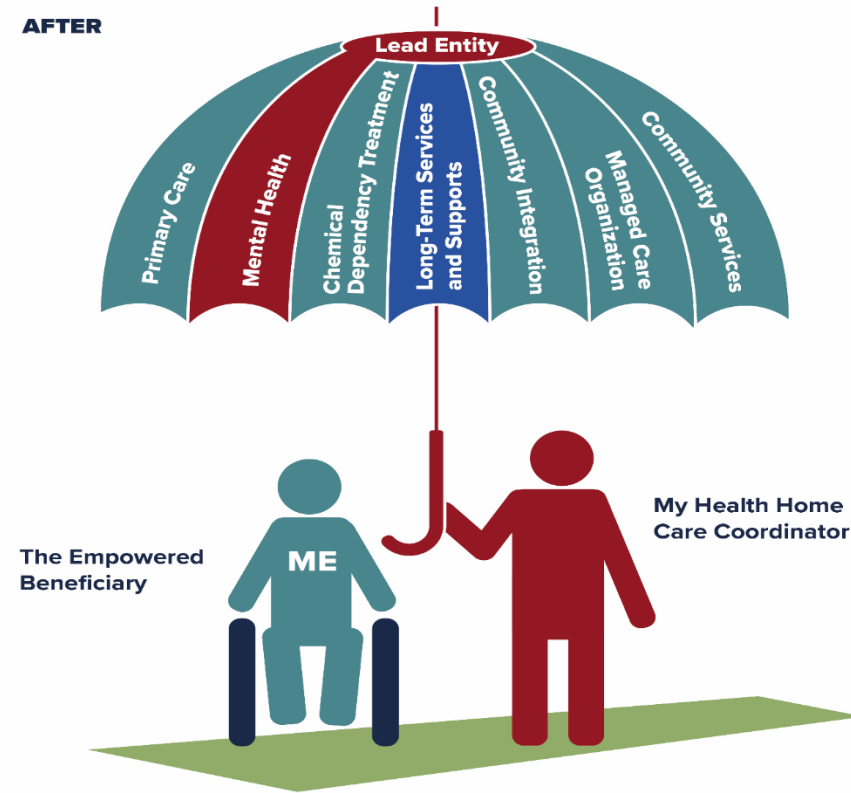 AFTER
Lead Entity
Primary Care
Mental Health
Chemical
Dependency Treatment
Long-Term Services
and Supports
Community Integration
Managed Care
Organization
Community Services
The Empowered
Beneficiary
ME
My Health Home
Care Coordinator